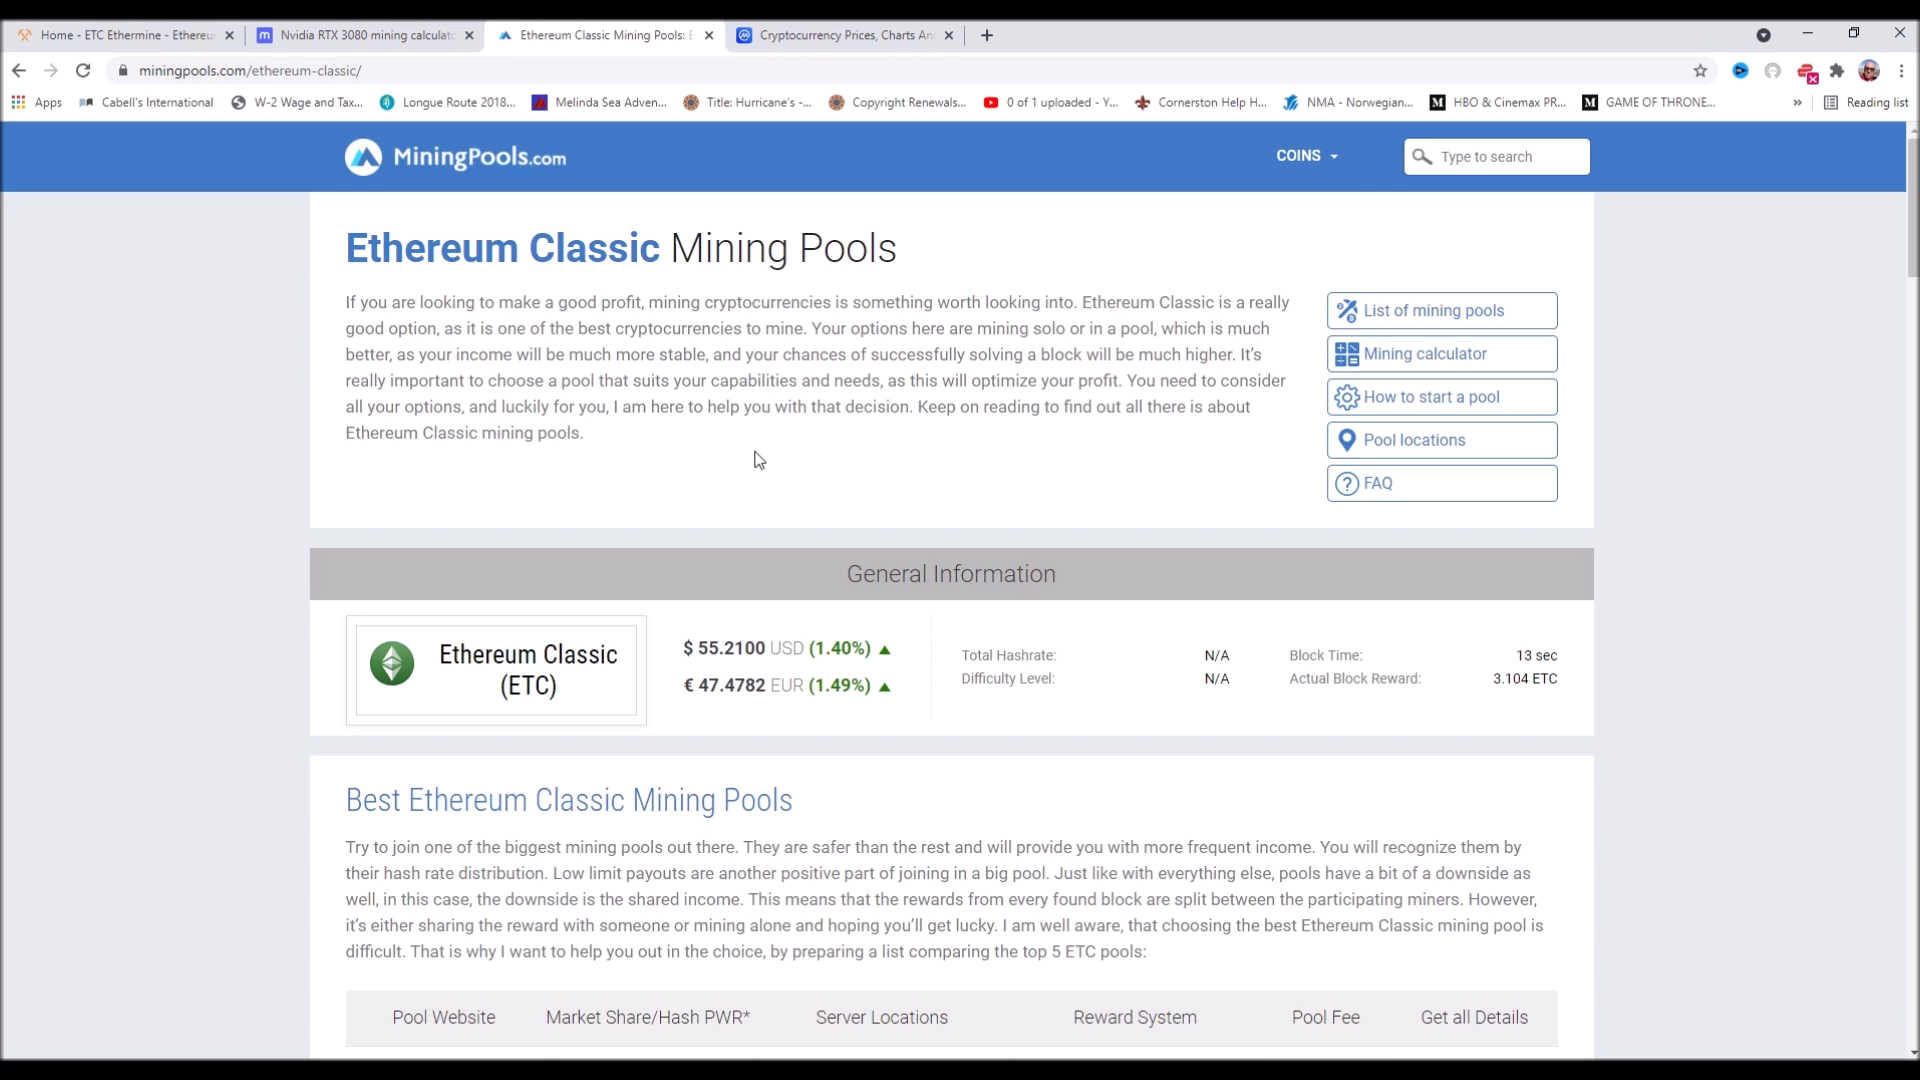 Home - ETC Ethermine - Ethereu
Nvidia RTX 3080 mining calculato
Ethereum Classic Mining Pools: E
Cryptocurrency Prices, Charts An
miningpools.com/ethereum-classic/
Apps
Cabell's International
W-2 Wage and Tax...
Longue Route 2018...
Melinda Sea Adven...
Title: Hurricane's -...
Copyright Renewals...
0 of 1 uploaded - Y...
Cornerston Help H...
NMA - Norwegian...
HBO & Cinemax PR...
GAME OF THRONE...
»
Reading list
MiningPools.com
COINS
Type to search
Ethereum Classic Mining Pools
If you are looking to make a good profit, mining cryptocurrencies is something worth looking into. Ethereum Classic is a really
good option, as it is one of the best cryptocurrencies to mine. Your options here are mining solo or in a pool, which is much
better, as your income will be much more stable, and your chances of successfully solving a block will be much higher. It’s
really important to choose a pool that suits your capabilities and needs, as this will optimize your profit. You need to consider
all your options, and luckily for you, I am here to help you with that decision. Keep on reading to find out all there is about
Ethereum Classic mining pools.
List of mining pools
Mining calculator
How to start a pool
Pool locations
FAQ
General Information
Ethereum Classic
(ETC)
$ 55.2100 USD (1.40%) ▲
€ 47.4782 EUR (1.49%) ▲
Total Hashrate: N/A
Difficulty Level: N/A
Block Time: 13 sec
Actual Block Reward: 3.104 ETC
Best Ethereum Classic Mining Pools
Try to join one of the biggest mining pools out there. They are safer than the rest and will provide you with more frequent income. You will recognize them by
their hash rate distribution. Low limit payouts are another positive part of joining in a big pool. Just like with everything else, pools have a bit of a downside as
well, in this case, the downside is the shared income. This means that the rewards from every found block are split between the participating miners. However,
it’s either sharing the reward with someone or mining alone and hoping you’ll get lucky. I am well aware, that choosing the best Ethereum Classic mining pool is
difficult. That is why I want to help you out in the choice, by preparing a list comparing the top 5 ETC pools:
Pool Website Market Share/Hash PWR* Server Locations Reward System Pool Fee Get all Details